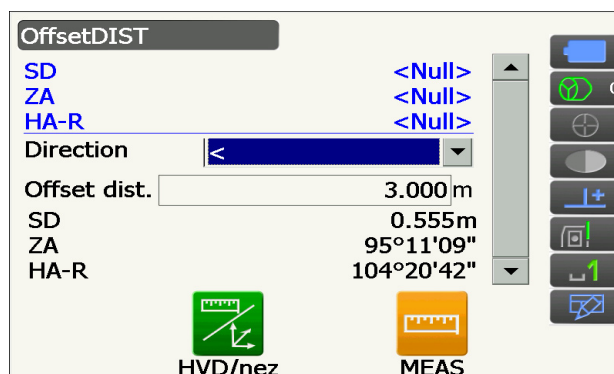 OffsetDIST
SD <Null>
ZA <Null>
HA-R <Null>
Direction <
Offset dist. 3.000 m
SD 0.555m
ZA 95°11'09"
HA-R 104°20'42"
HVD/nez MEAS